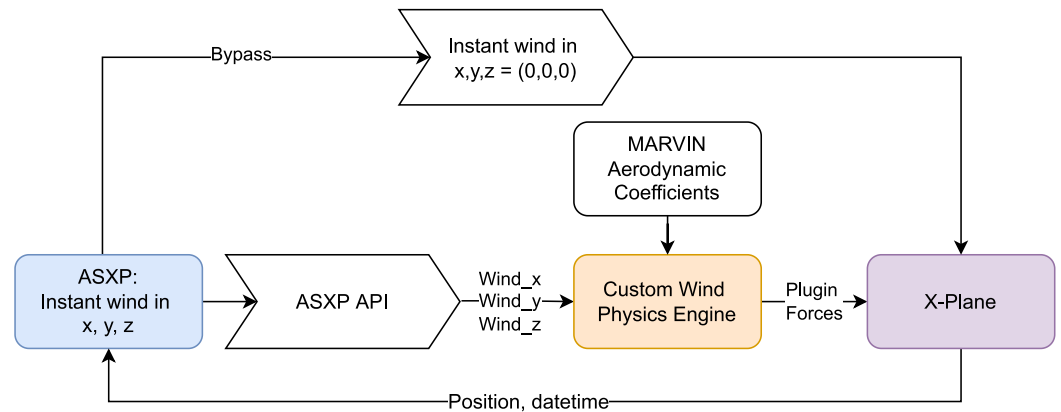 Bypass
Instant wind in
x,y,z = (0,0,0)
MARVIN
Aerodynamic
Coefficients
ASXP:
Instant wind in
x, y, z
ASXP API
Wind_x
Wind_y
Wind_z
Custom Wind
Physics Engine
Plugin
Forces
X-Plane
Position, datetime